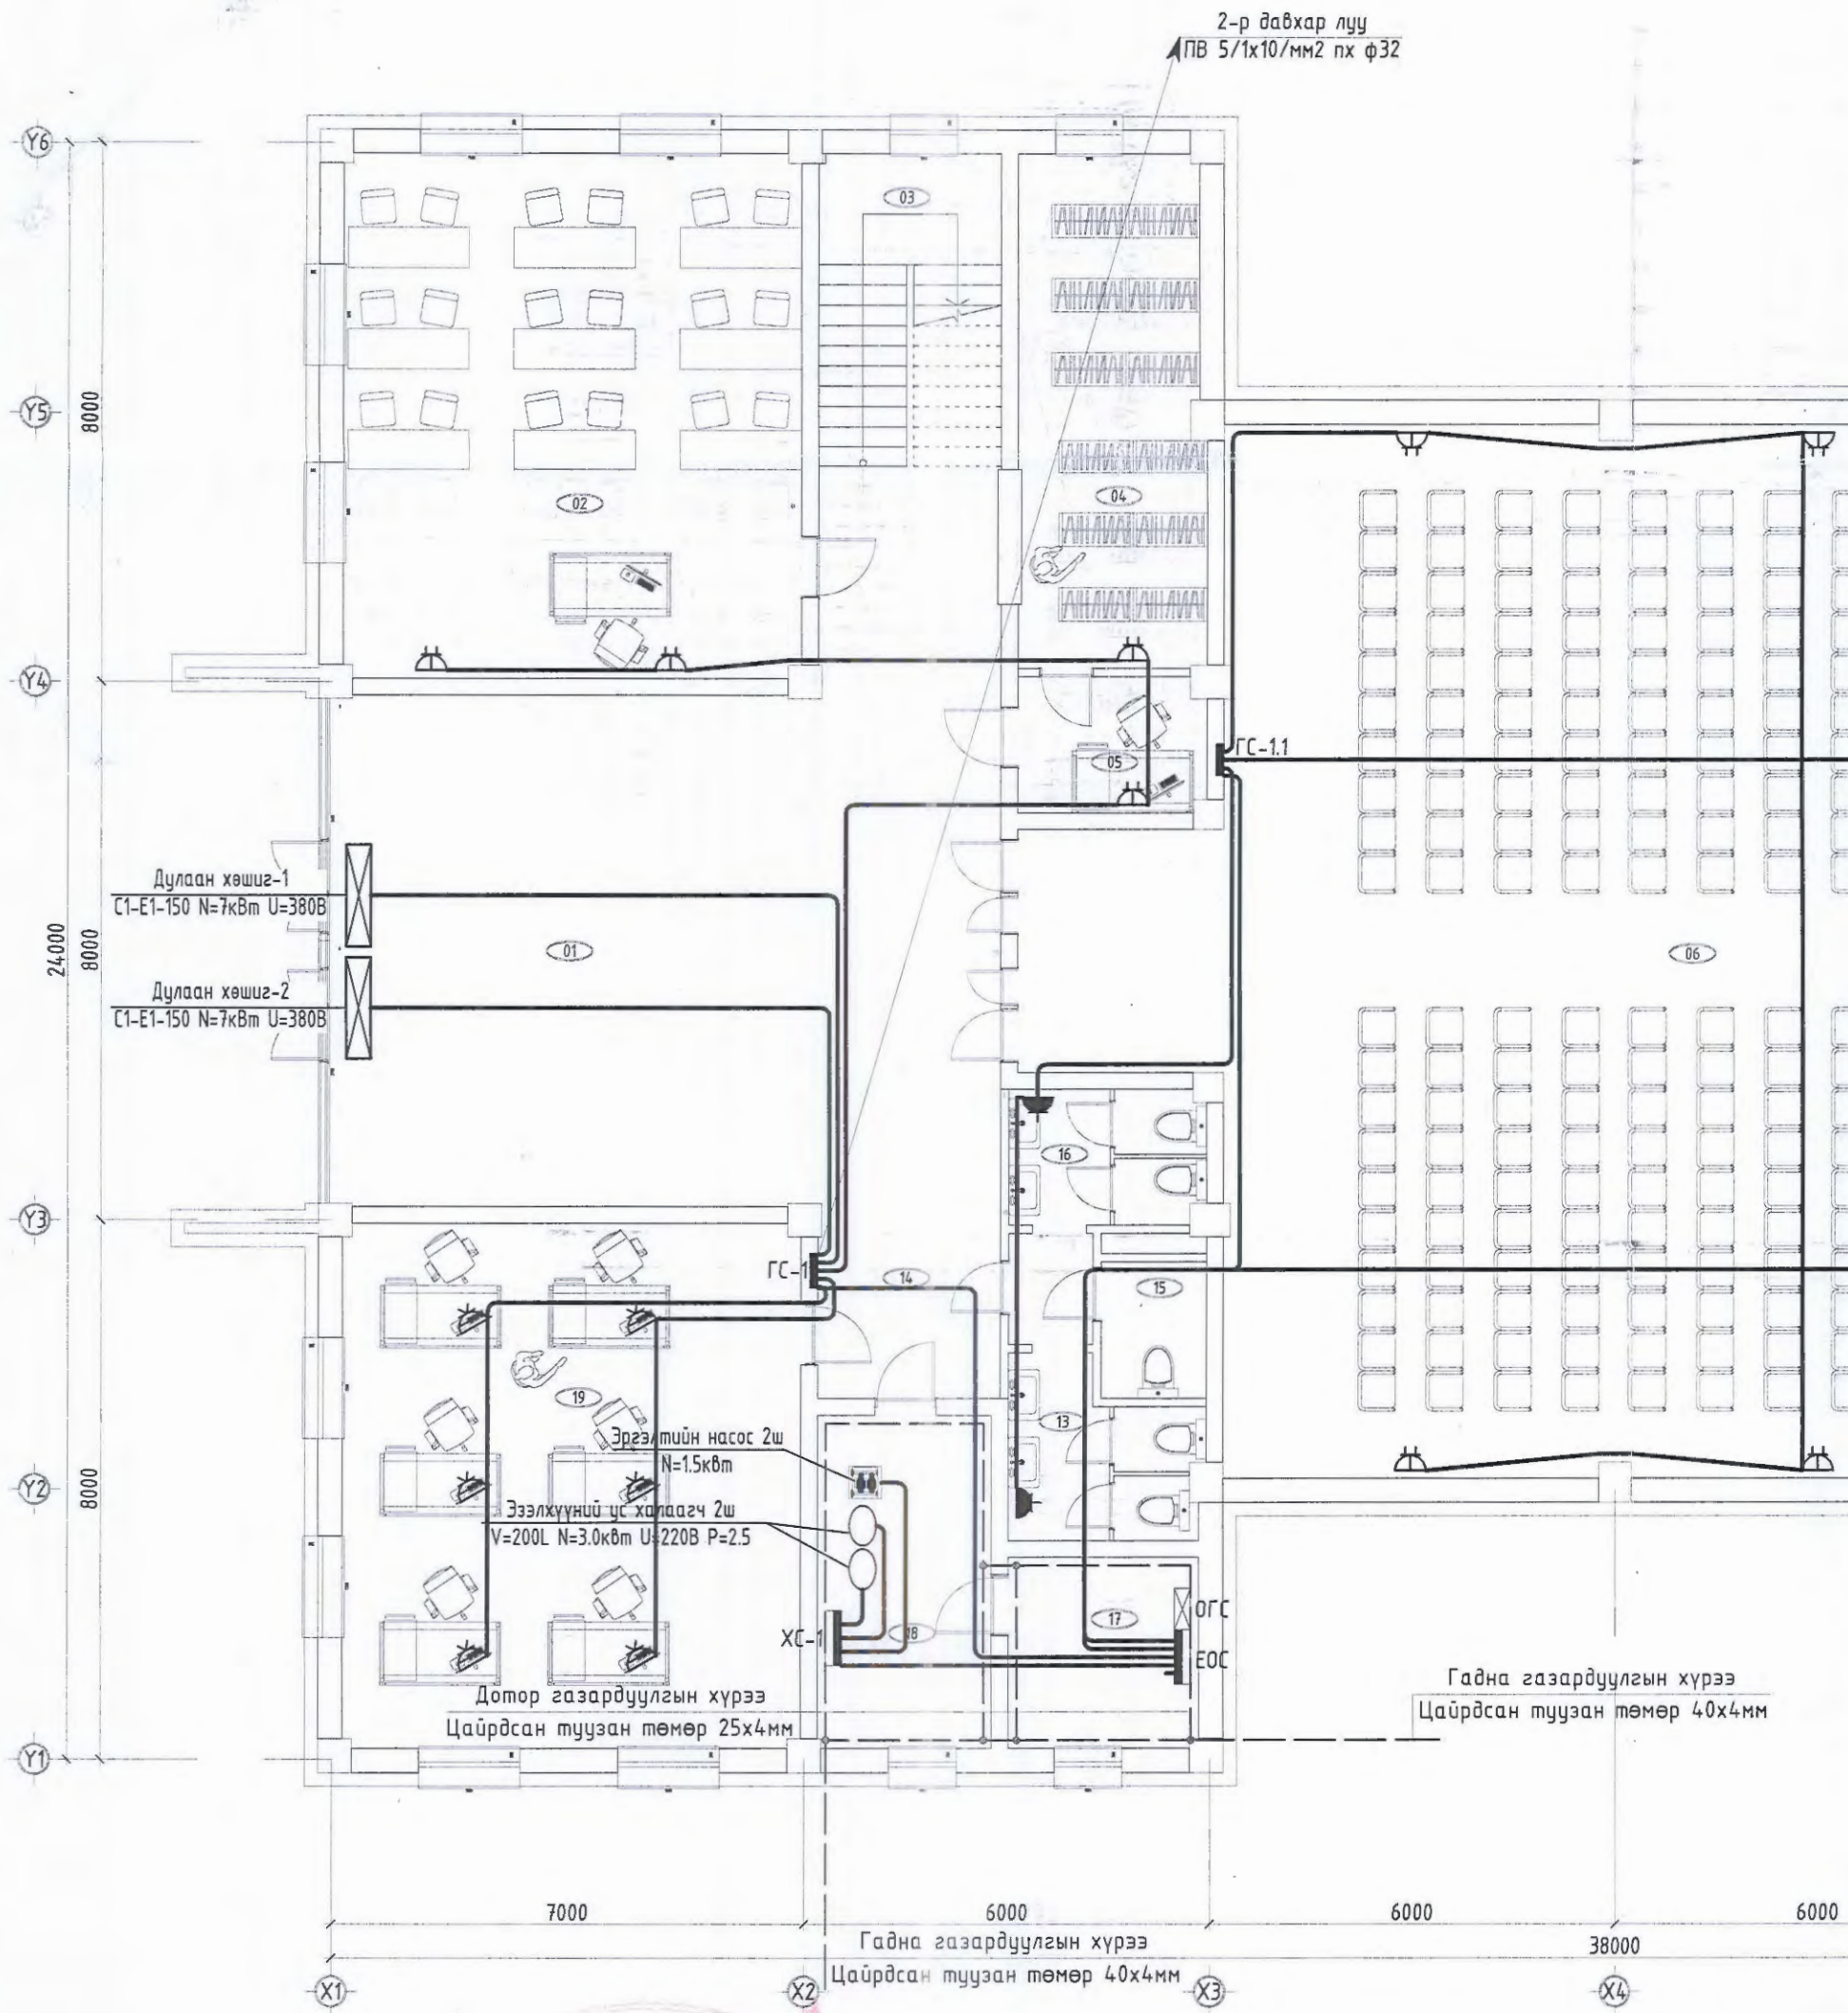 2-р давхар луу
ПВ 5/1х10/мм2 пх ф32
Y6
03
8000
Y5
02
04
Y4
05
ГС-1.1
Дулаан хөшиг-1
С1-Е1-150 N=7кВт U=380В
24000
8000
01
06
Дулаан хөшиг-2
С1-Е1-150 N=7кВт U=380В
16
Y3
ГС-1
14
15
19
13
Эргэлтийн насос 2ш
N=1.5кВт
8000
Y2
Эзэлхүүний ус халаагч 2ш
V=200L N=3.0кВт U=220В P=2.5
17
ОГС
ХС-1
18
ЕОС
Дотор газардуулгын хүрээ
Цайрдсан туузан төмөр 25х4мм
Гадна газардуулгын хүрээ
Цайрдсан туузан төмөр 40х4мм
Y1
7000
6000
6000
6000
Гадна газардуулгын хүрээ
38000
Цайрдсан туузан төмөр 40х4мм
X1
X2
X3
X4